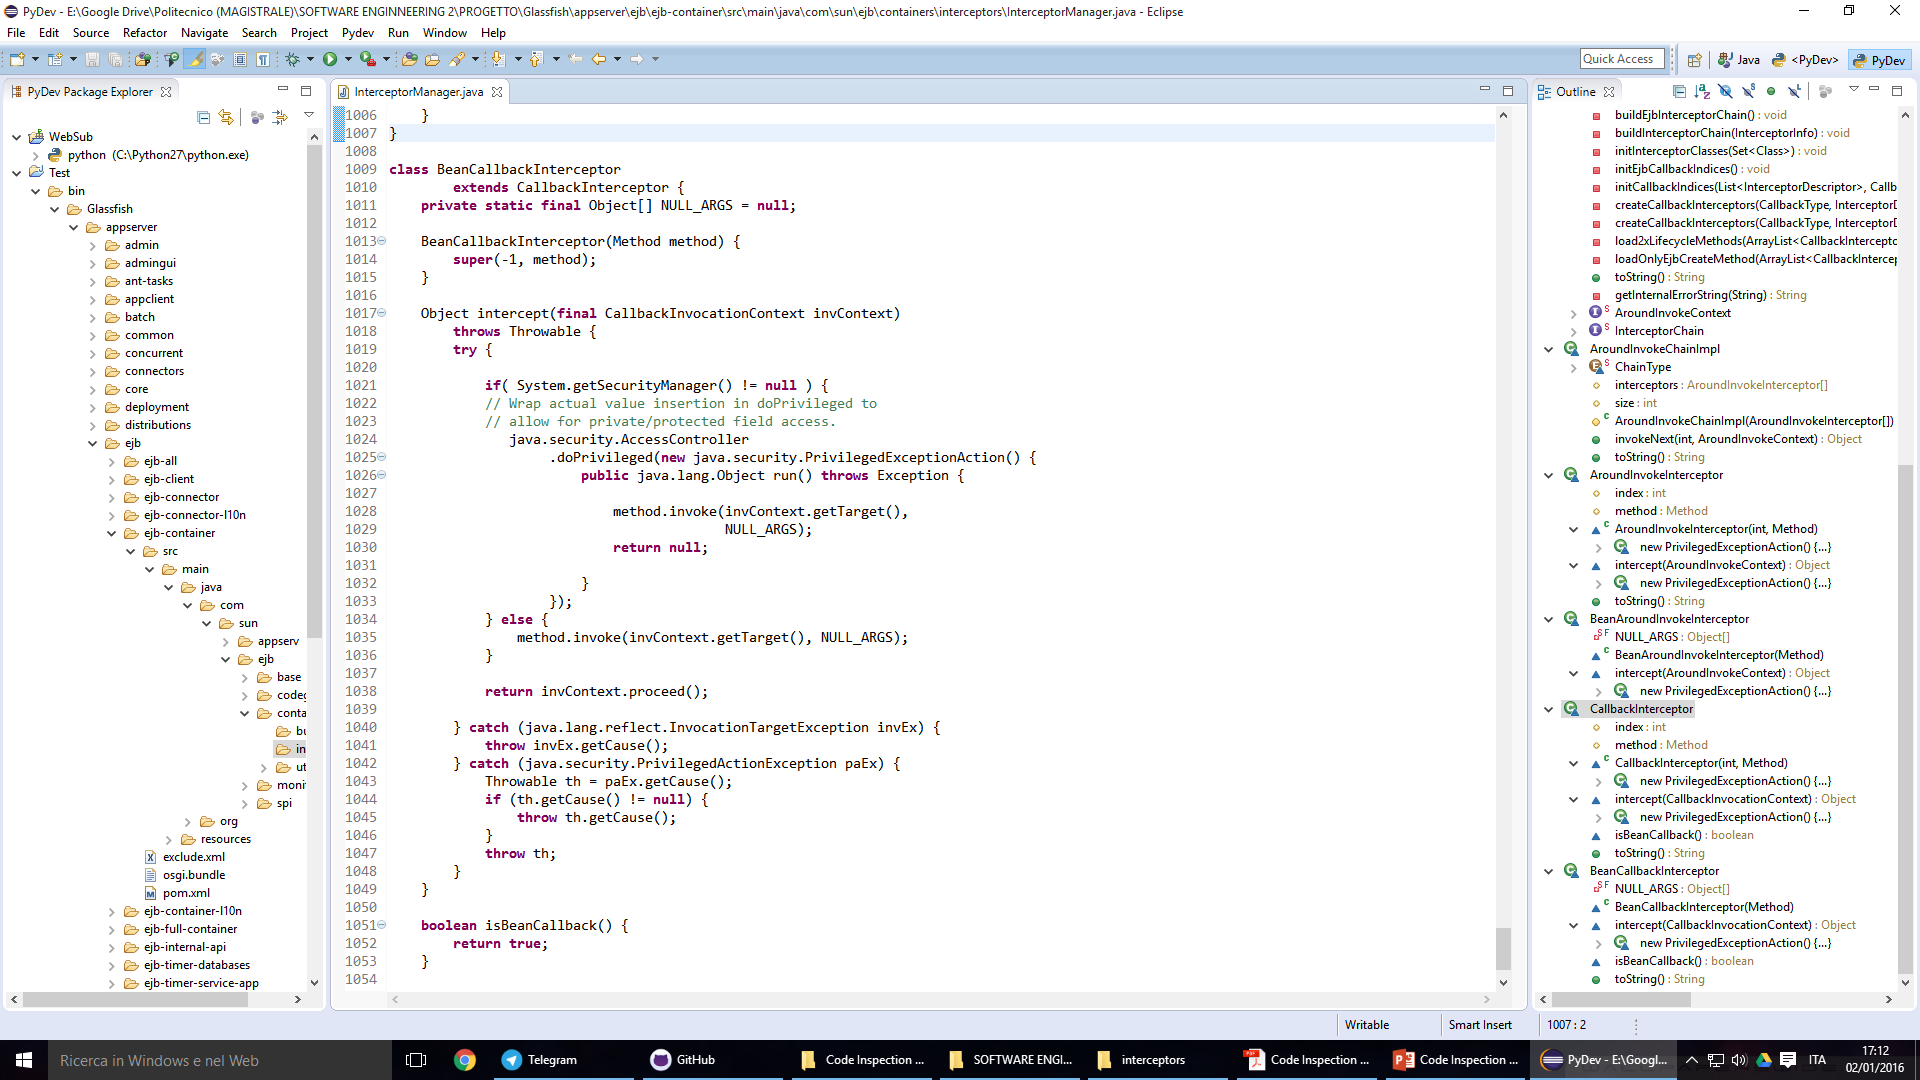 PyDev - E:\Google Drive\Politecnico (MAGISTRALE)\SOFTWARE ENGINNEERING 2\PROGETTO\Glassfish\appserver\ejb\ejb-container\src\main\java\com\sun\ejb\containers\interceptors\InterceptorManager.java - Eclipse
File Edit Source Refactor Navigate Search Project Pydev Run Window Help
Quick Access Java <PyDev> PyDev
PyDev Package Explorer
WebSub
python (C:\Python27\python.exe)
Test
bin
Glassfish
appserver
admin
admingui
ant-tasks
appclient
batch
common
concurrent
connectors
core
deployment
distributions
ejb
ejb-all
ejb-client
ejb-connector
ejb-connector-l10n
ejb-container
src
main
java
com
sun
appserv
ejb
base
codeg
conta
bu
in
ut
moni
spi
org
resources
exclude.xml
osgi.bundle
pom.xml
ejb-container-l10n
ejb-full-container
ejb-internal-api
ejb-timer-databases
ejb-timer-service-app
InterceptorManager.java
1006 }
1007 }
1008
1009 class BeanCallbackInterceptor
1010 extends CallbackInterceptor {
1011 private static final Object[] NULL_ARGS = null;
1012
1013 BeanCallbackInterceptor(Method method) {
1014 super(-1, method);
1015 }
1016
1017 Object intercept(final CallbackInvocationContext invContext)
1018 throws Throwable {
1019 try {
1020
1021 if( System.getSecurityManager() != null ) {
1022 // Wrap actual value insertion in doPrivileged to
1023 // allow for private/protected field access.
1024 java.security.AccessController
1025 .doPrivileged(new java.security.PrivilegedExceptionAction() {
1026 public java.lang.Object run() throws Exception {
1027
1028 method.invoke(invContext.getTarget(),
1029 NULL_ARGS);
1030 return null;
1031
1032 }
1033 });
1034 } else {
1035 method.invoke(invContext.getTarget(), NULL_ARGS);
1036 }
1037
1038 return invContext.proceed();
1039
1040 } catch (java.lang.reflect.InvocationTargetException invEx) {
1041 throw invEx.getCause();
1042 } catch (java.security.PrivilegedActionException paEx) {
1043 Throwable th = paEx.getCause();
1044 if (th.getCause() != null) {
1045 throw th.getCause();
1046 }
1047 throw th;
1048 }
1049 }
1050
1051 boolean isBeanCallback() {
1052 return true;
1053 }
1054
Outline
buildEjbInterceptorChain() : void
buildInterceptorChain(InterceptorInfo) : void
initInterceptorClasses(Set<Class>) : void
initEjbCallbackIndices() : void
initCallbackIndices(List<InterceptorDescriptor>, Callb
createCallbackInterceptors(CallbackType, InterceptorI
createCallbackInterceptors(CallbackType, InterceptorD
load2xLifecycleMethods(ArrayList<CallbackIntercepto
loadOnlyEjbCreateMethod(ArrayList<CallbackIntercep
toString() : String
getInternalErrorString(String) : String
AroundInvokeContext
InterceptorChain
AroundInvokeChainImpl
ChainType
interceptors : AroundInvokeInterceptor[]
size : int
AroundInvokeChainImpl(AroundInvokeInterceptor[])
invokeNext(int, AroundInvokeContext) : Object
toString() : String
AroundInvokeInterceptor
index : int
method : Method
AroundInvokeInterceptor(int, Method)
new PrivilegedExceptionAction() {...}
intercept(AroundInvokeContext) : Object
new PrivilegedExceptionAction() {...}
toString() : String
BeanAroundInvokeInterceptor
NULL_ARGS : Object[]
BeanAroundInvokeInterceptor(Method)
intercept(AroundInvokeContext) : Object
new PrivilegedExceptionAction() {...}
CallbackInterceptor
index : int
method : Method
CallbackInterceptor(int, Method)
new PrivilegedExceptionAction() {...}
intercept(CallbackInvocationContext) : Object
new PrivilegedExceptionAction() {...}
isBeanCallback() : boolean
toString() : String
BeanCallbackInterceptor
NULL_ARGS : Object[]
BeanCallbackInterceptor(Method)
intercept(CallbackInvocationContext) : Object
new PrivilegedExceptionAction() {...}
isBeanCallback() : boolean
toString() : String
Writable Smart Insert 1007 : 2
Ricerca in Windows e nel Web Telegram GitHub Code Inspection ... SOFTWARE ENGI... interceptors Code Inspection ... Code Inspection ... PyDev - E:\Googl... ITA 17:12
02/01/2016